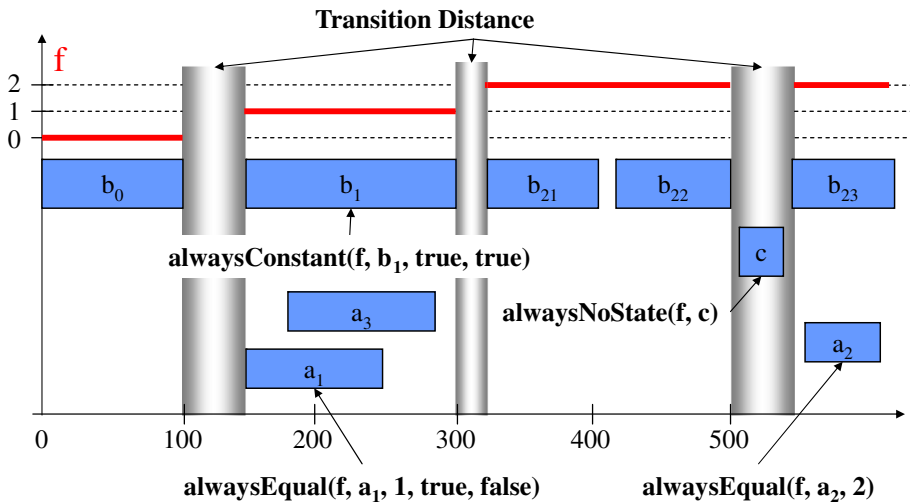 Transition Distance
f
2
1
0
b₀ b₁ b₂₁ b₂₂ b₂₃
c
alwaysConstant(f, b₁, true, true)
a₃
alwaysNoState(f, c)
a₂
a₁
0 100 200 300 400 500
alwaysEqual(f, a₁, 1, true, false) alwaysEqual(f, a₂, 2)